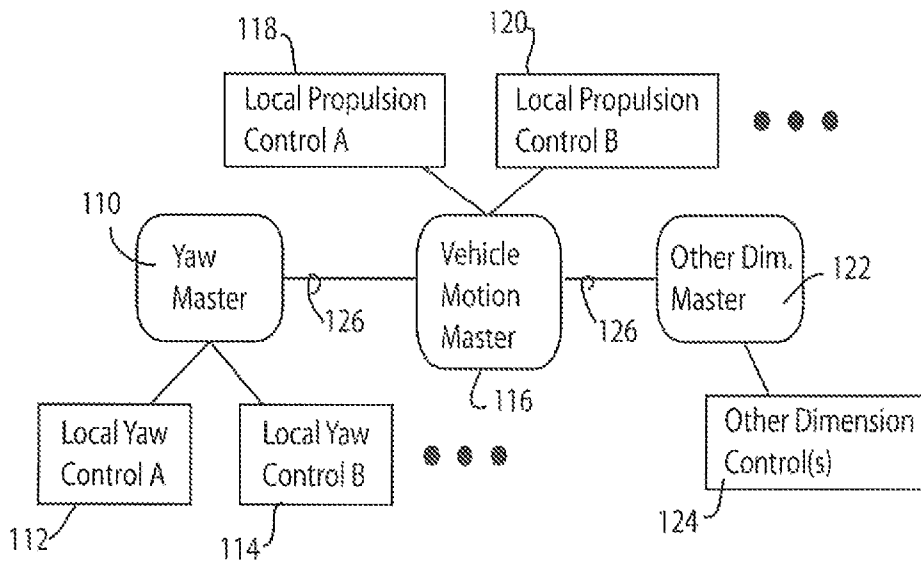 118
120
Local Propulsion
Control A
Local Propulsion
Control B
110
Yaw
Master
Vehicle
Motion
Master
Other Dim.
Master
122
126
126
116
Local Yaw
Control A
Local Yaw
Control B
Other Dimension
Control(s)
112
114
124